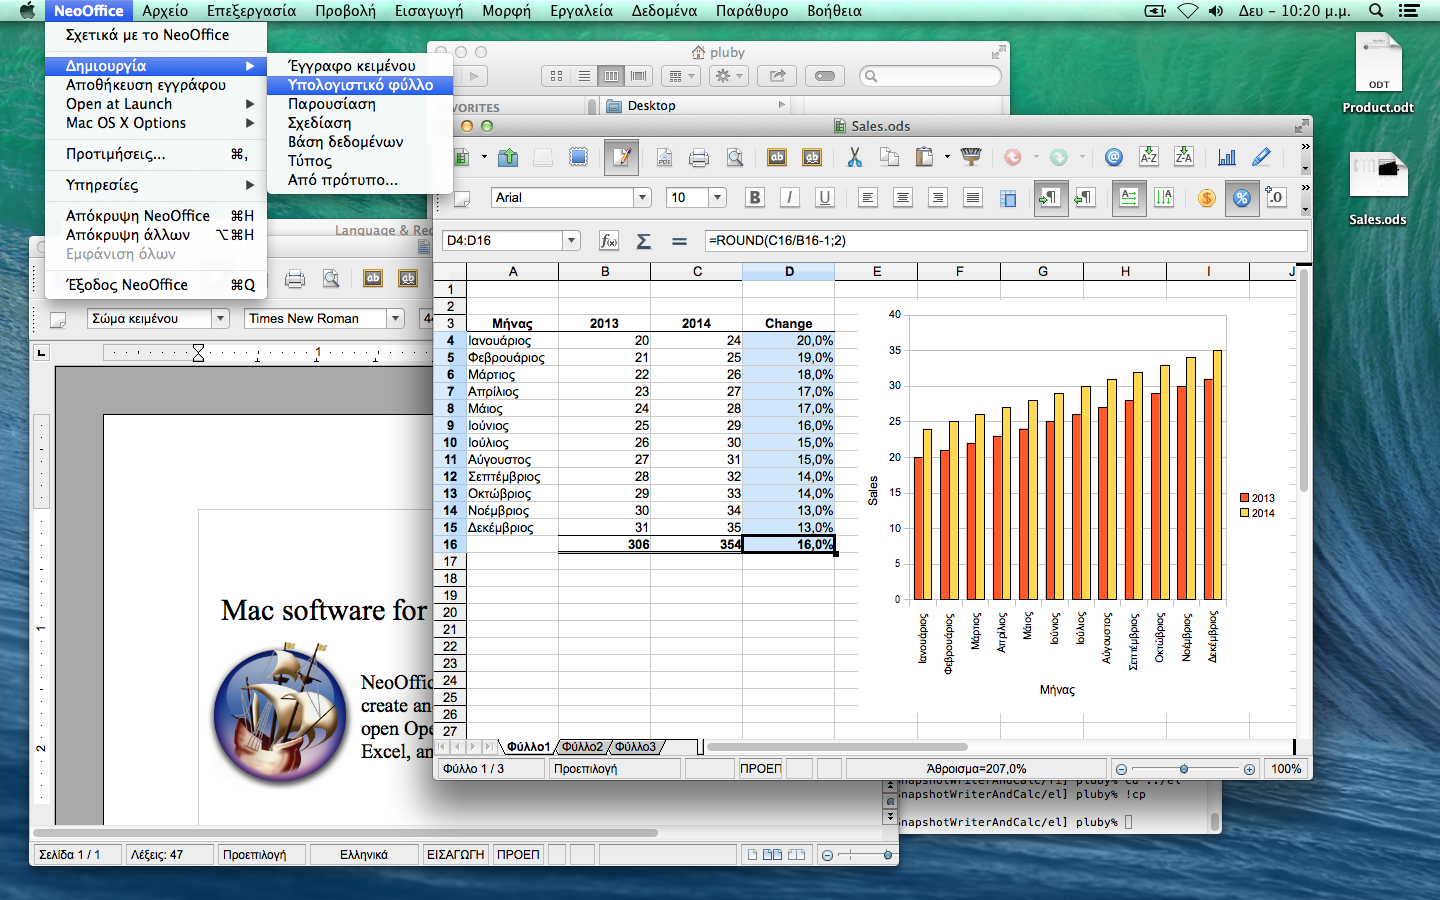 NeoOffice Αρχείο Επεξεργασία Προβολή Εισαγωγή Μορφή Εργαλεία Δεδομένα Παράθυρο Βοήθεια Δευ - 10:20 μ.μ.
Σχετικά με το NeoOffice
Δημιουργία
Αποθήκευση εγγράφου
Open at Launch
Mac OS X Options
Προτιμήσεις... ⌘,
Υπηρεσίες
Απόκρυψη NeoOffice ⌘H
Απόκρυψη άλλων ⌥⌘H
Εμφάνιση όλων
Έξοδος NeoOffice ⌘Q
Έγγραφο κειμένου
Υπολογιστικό φύλλο
Παρουσίαση
Σχεδίαση
Βάση δεδομένων
Τύπος
Από πρότυπο...
pluby
Desktop
ODT
Product.odt
Sales.ods
Sales.ods
Arial 10 B I U
D4:D16 =ROUND(C16/B16-1;2)
A B C D E F G H I J
1
2
3 Μήνας 2013 2014 Change
4 Ιανουάριος 20 24 20,0%
5 Φεβρουάριος 21 25 19,0%
6 Μάρτιος 22 26 18,0%
7 Απρίλιος 23 27 17,0%
8 Μάιος 24 28 17,0%
9 Ιούνιος 25 29 16,0%
10 Ιούλιος 26 30 15,0%
11 Αύγουστος 27 31 15,0%
12 Σεπτέμβριος 28 32 14,0%
13 Οκτώβριος 29 33 14,0%
14 Νοέμβριος 30 34 13,0%
15 Δεκέμβριος 31 35 13,0%
16 306 354 16,0%
17
18
19
20
21
22
23
24
25
26
27
40
35
30
25
20
15
10
5
0
Sales
Ιανουάριος Φεβρουάριος Μάρτιος Απρίλιος Μάιος Ιούνιος Ιούλιος Αύγουστος Σεπτέμβριος Οκτώβριος Νοέμβριος Δεκέμβριος
Μήνας
2013
2014
Φύλλο1 Φύλλο2 Φύλλο3
Φύλλο 1 / 3 Προεπιλογή ΠΡΟΕΠ Άθροισμα=207,0% 100%
Language &
Σώμα κειμένου Times New Roman
1
1
2
Mac software for
NeoOffic
create an
open Ope
Excel, an
Σελίδα 1 / 1 Λέξεις: 47 Προεπιλογή Ελληνικά ΕΙΣΑΓΩΓΗ ΠΡΟΕΠ
napshotWriterAndCalc/el] pluby% !cp
napshotWriterAndCalc/el] pluby%